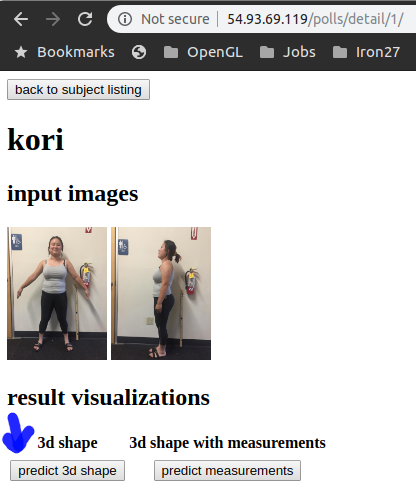 Not secure | 54.93.69.119/polls/detail/1/
Bookmarks OpenGL Jobs Iron27
back to subject listing
kori
input images
result visualizations
3d shape 3d shape with measurements
predict 3d shape predict measurements